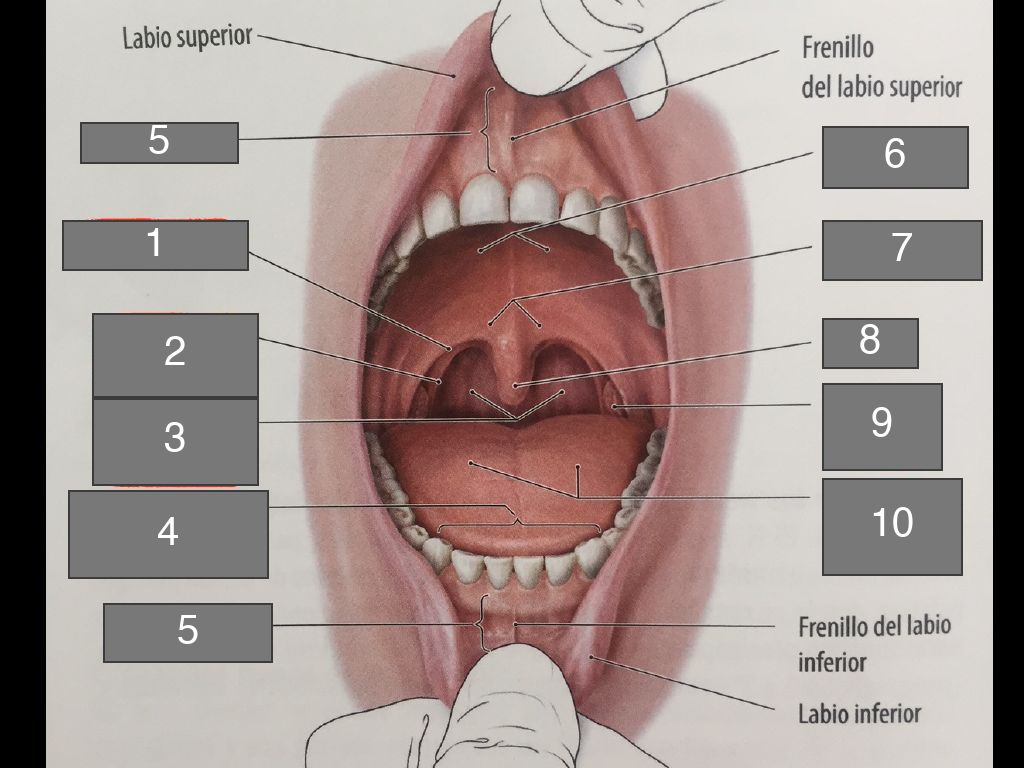 Labio superior
Frenillo
del labio superior
5
6
1
7
2
8
3
9
4
10
5
Frenillo del labio
inferior
Labio inferior